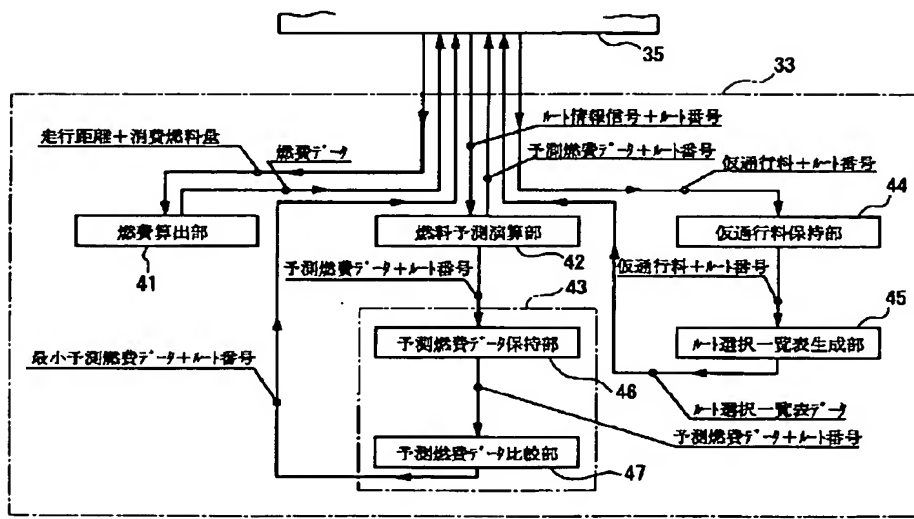 35
33
ルート情報信号+ルート番号
走行距離+消費燃料量
燃費データ
予測燃費データ+ルート番号
仮通行料+ルート番号
44
燃費算出部
燃料予測演算部
仮通行料保持部
41
42
予測燃費データ+ルート番号
43
仮通行料+ルート番号
45
最小予測燃費データ+ルート番号
予測燃費データ保持部
46
ルート選択一覧表生成部
ルート選択一覧表データ
予測燃費データ+ルート番号
予測燃費データ比較部
47